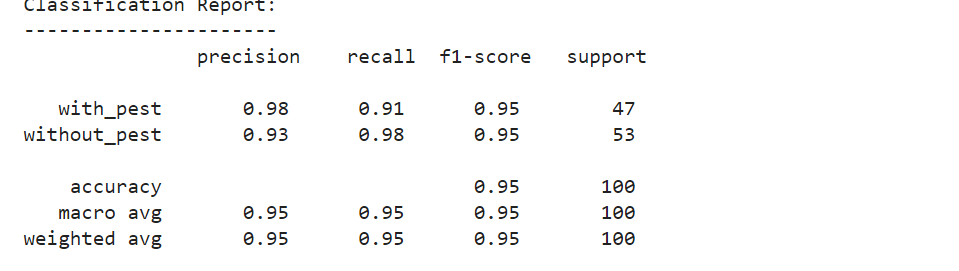 Classification Report:
----------------------
precision recall f1-score support
with_pest 0.98 0.91 0.95 47
without_pest 0.93 0.98 0.95 53
accuracy 0.95 100
macro avg 0.95 0.95 0.95 100
weighted avg 0.95 0.95 0.95 100